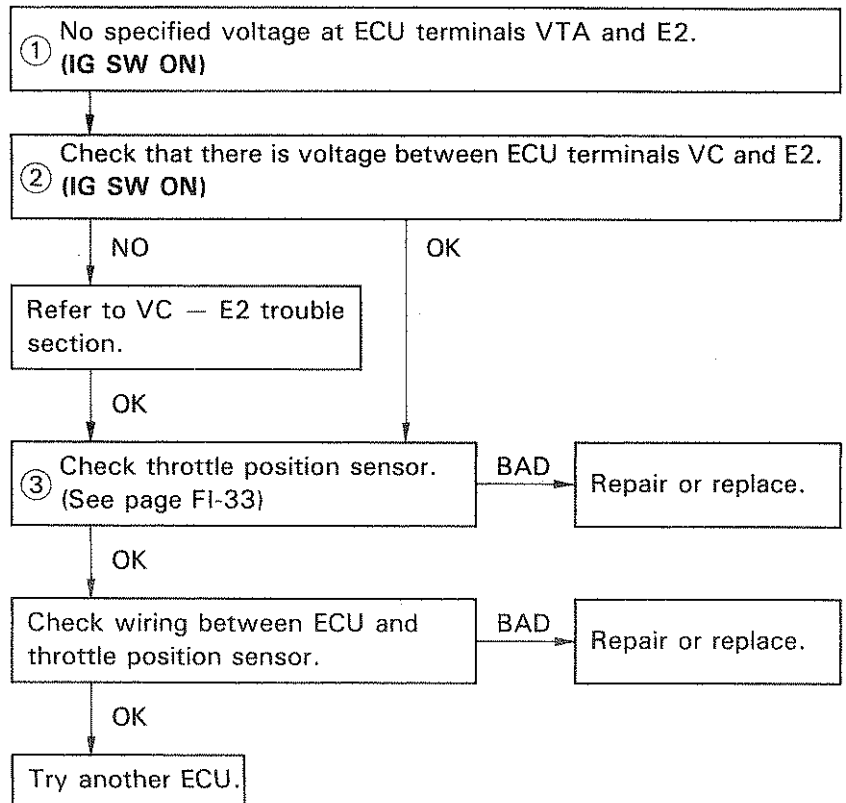 ① No specified voltage at ECU terminals VTA and E2.
(IG SW ON)
② Check that there is voltage between ECU terminals VC and E2.
(IG SW ON)
NO
OK
Refer to VC — E2 trouble
section.
OK
③ Check throttle position sensor.
(See page FI-33)
BAD
Repair or replace.
OK
Check wiring between ECU and
throttle position sensor.
BAD
Repair or replace.
OK
Try another ECU.